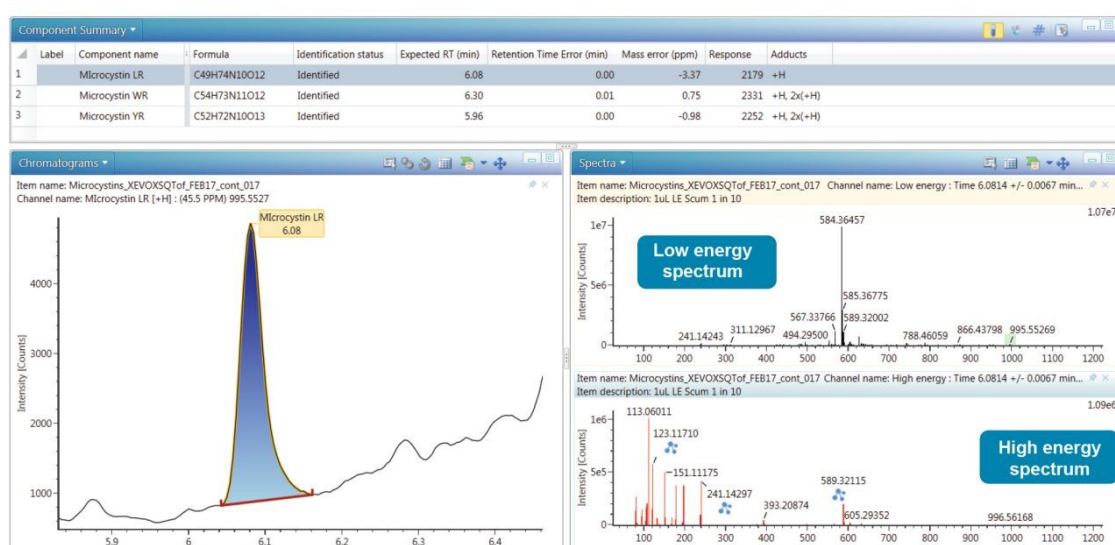 Component Summary
Label Component name Formula Identification status Expected RT (min) Retention Time Error (min) Mass error (ppm) Response Adducts
1 MIcrocystin LR C49H74N10O12 Identified 6.08 0.00 -3.37 2179 +H
2 Microcystin WR C54H73N11O12 Identified 6.30 0.01 0.75 2331 +H, 2x(+H)
3 Microcystin YR C52H72N10O13 Identified 5.96 0.00 -0.98 2252 +H, 2x(+H)
Chromatograms
Item name: Microcystins_XEVOXSQTof_FEB17_cont_017
Channel name: MIcrocystin LR [+H] : (45.5 PPM) 995.5527
MIcrocystin LR
6.08
Intensity [Counts]
4000
3000
2000
1000
5.9 6 6.1 6.2 6.3 6.4
Spectra
Item name: Microcystins_XEVOXSQTof_FEB17_cont_017 Channel name: Low energy : Time 6.0814 +/- 0.0067 min...
Item description: 1uL LE Scum 1 in 10
1.07e7
584.36457
1e7
Low energy
spectrum
Intensity [Counts]
5e6
585.36775
567.33766
589.32002
241.14243
311.12967
494.29500
788.46059
866.43798
995.55269
0
100 200 300 400 500 600 700 800 900 1000 1100 1200
Item name: Microcystins_XEVOXSQTof_FEB17_cont_017 Channel name: High energy : Time 6.0814 +/- 0.0067 min...
Item description: 1uL LE Scum 1 in 10
1.09e6
113.06011
1e6
123.11710
High energy
spectrum
Intensity [Counts]
5e5
151.11175
241.14297
589.32115
393.20874
605.29352
996.56168
0
100 200 300 400 500 600 700 800 900 1000 1100 1200